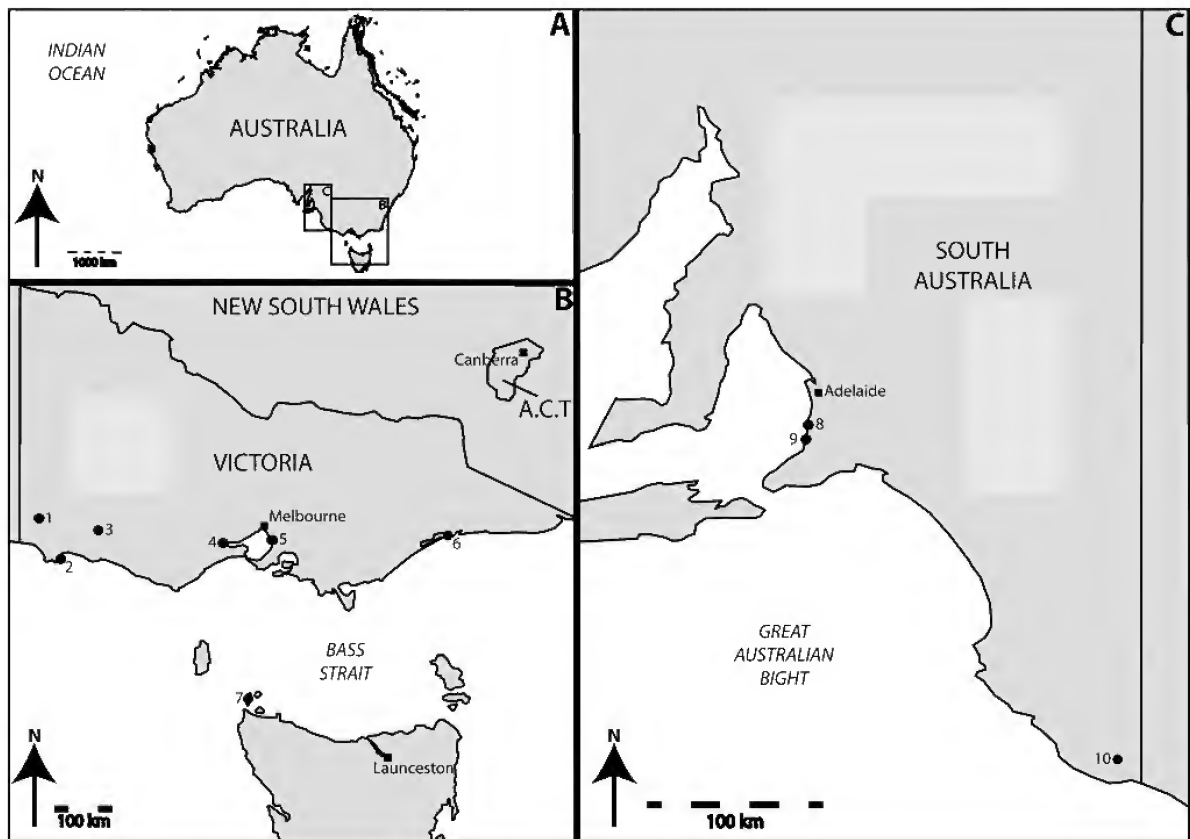 A
INDIAN
OCEAN
AUSTRALIA
C
B
N
1000 km
B
NEW SOUTH WALES
Canberra
A.C.T
VICTORIA
1
3
Melbourne
4
5
6
2
BASS
STRAIT
7
N
Launceston
100 km
C
SOUTH
AUSTRALIA
Adelaide
8
9
GREAT
AUSTRALIAN
BIGHT
N
10
100 km